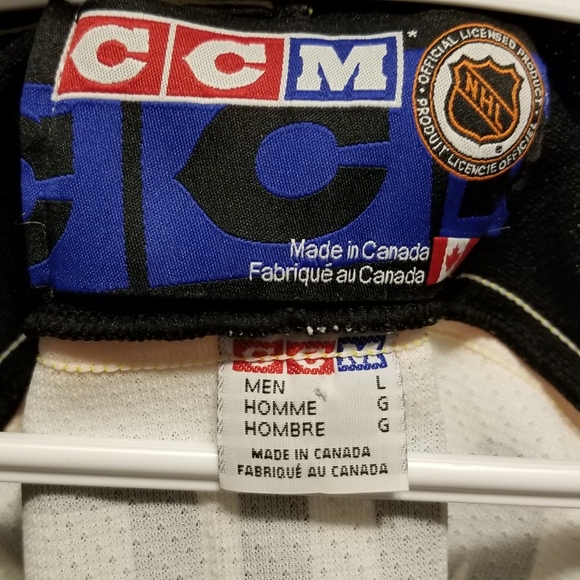 CCM*
OFFICIAL LICENSED PRODUCT
NHL
PRODUIT LICENCIÉ OFFICIEL
C
Made in Canada
Fabriqué au Canada
CCM
MEN L
HOMME G
HOMBRE G
MADE IN CANADA
FABRIQUÉ AU CANADA